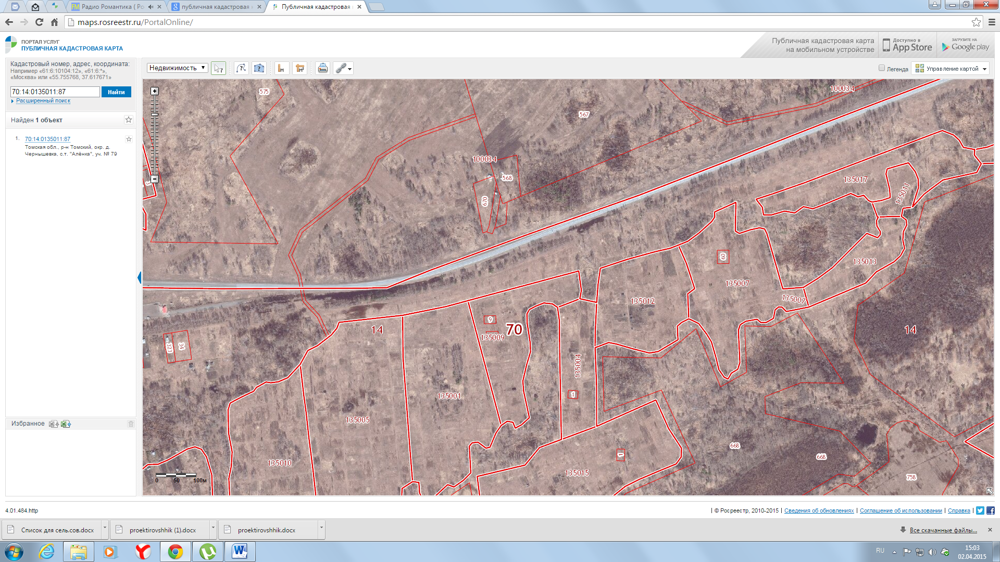 Радио Романтика ( Ро
публичная кадастровая
Публичная кадастровая
maps.rosreestr.ru/PortalOnline/
ПОРТАЛ УСЛУГ
ПУБЛИЧНАЯ КАДАСТРОВАЯ КАРТА
Публичная кадастровая карта
на мобильном устройстве
Доступно в
App Store
ЗАГРУЗИТЕ НА
Google play
Кадастровый номер, адрес, координата:
Например «61:6:10104:12», «61:6:*»,
«Москва» или «55.755768, 37.617671»
70:14:0135011:87
Найти
Расширенный поиск
Найден 1 объект
1. 70:14:0135011:87
Томская обл., р-н Томский, окр. д.
Чернышевка, с.т. "Алёнка", уч. № 79
Избранное
Недвижимость
Легенда
Управление картой
575
567
100034
100034
568
670
135017
135011
60
135013
135007
135007
135012
14
9
70
135009
14
323
34
135004
135001
1
135005
668
668
1
135010
135015
758
0 50 100м
4.01.484.http
| © Росреестр, 2010-2015 | Сведения об обновлениях | Соглашение об использовании | Справка |
Список для сель.сов.docx
proektirovshhik (1).docx
proektirovshhik.docx
Все скачанные файлы...
RU
15:03
02.04.2015